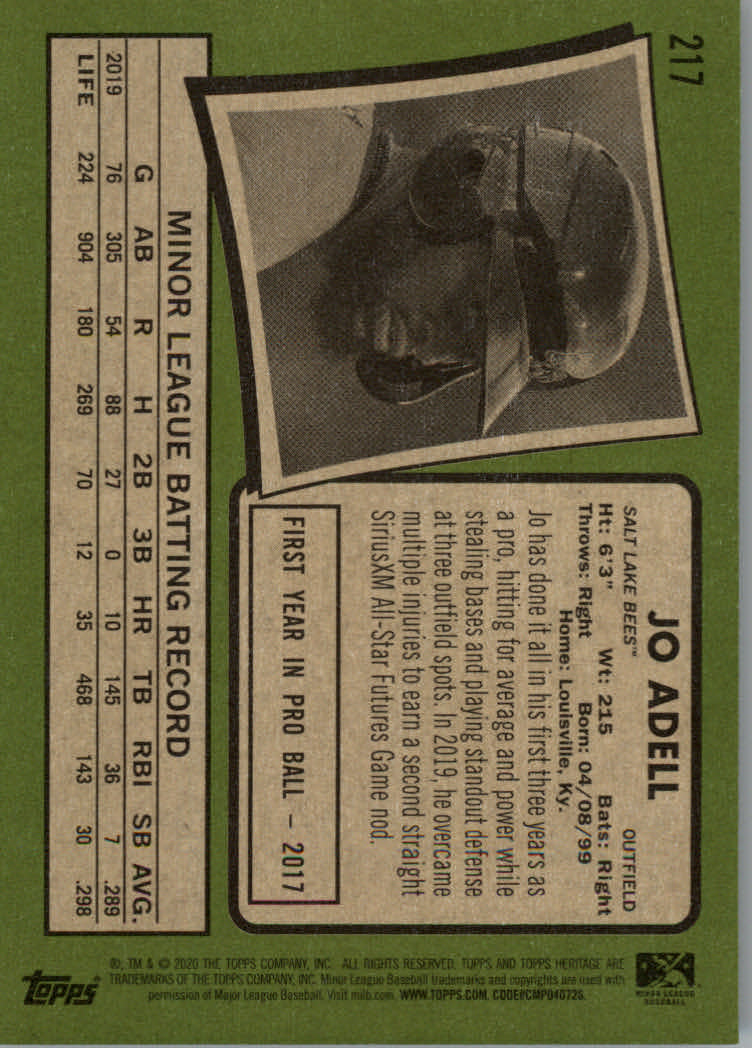 217
JO ADELL
SALT LAKE BEES™ OUTFIELD
Ht: 6'3" Wt: 215 Bats: Right
Throws: Right Born: 04/08/99
Home: Louisville, Ky.
Jo has done it all in his first three years as
a pro, hitting for average and power while
stealing bases and playing standout defense
at three outfield spots. In 2019, he overcame
multiple injuries to earn a second straight
SiriusXM All-Star Futures Game nod.
FIRST YEAR IN PRO BALL – 2017
MINOR LEAGUE BATTING RECORD
G AB R H 2B 3B HR TB RBI SB AVG.
2019 76 305 54 88 27 0 10 145 36 7 .289
LIFE 224 904 180 269 70 12 35 468 143 30 .298
MINOR LEAGUE
BASEBALL
®, TM & © 2020 THE TOPPS COMPANY, INC. ALL RIGHTS RESERVED. TOPPS AND TOPPS HERITAGE ARE
TRADEMARKS OF THE TOPPS COMPANY, INC. Minor League Baseball trademarks and copyrights are used with
permission of Major League Baseball. Visit milb.com. WWW.TOPPS.COM. CODE#CMP040726.
topps®